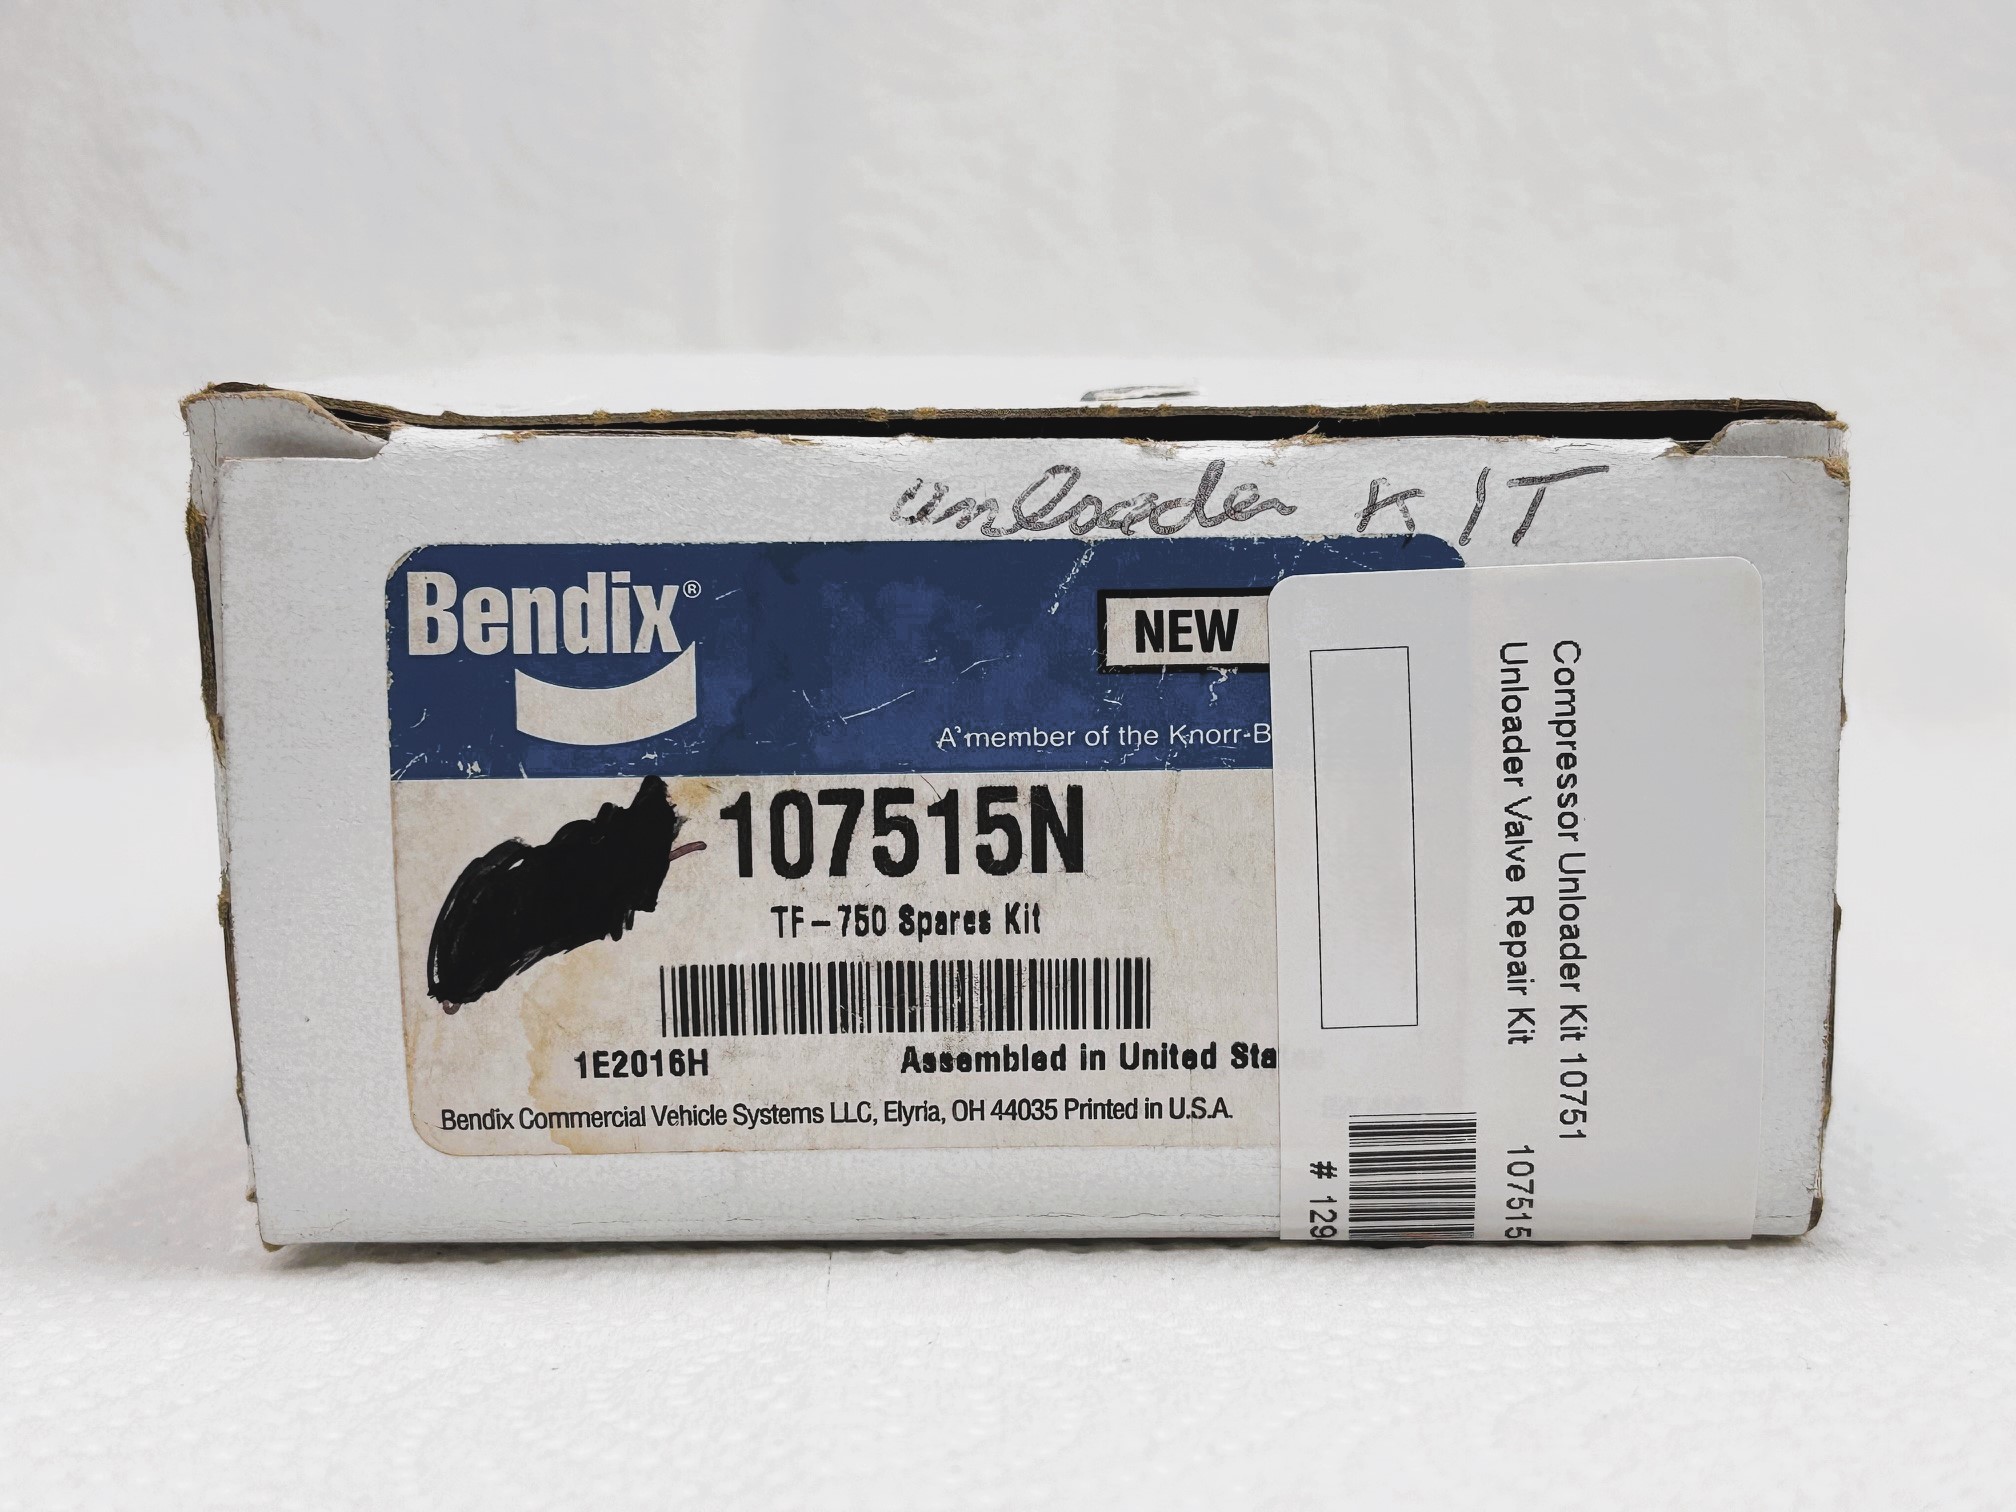 unloader KIT
Bendix®
NEW
A member of the Knorr-B
107515N
TF-750 Spares Kit
1E2016H
Assembled in United Sta
Bendix Commercial Vehicle Systems LLC, Elyria, OH 44035 Printed in U.S.A.
Compressor Unloader Kit 10751
Unloader Valve Repair Kit 107515
# 129